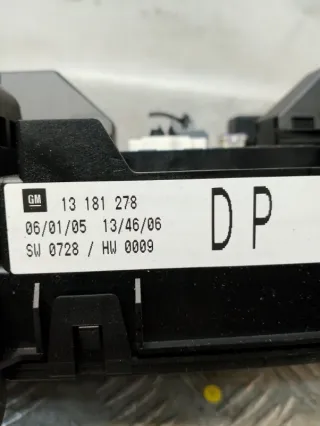 GM 13 181 278
06/01/05 13/46/06
SW 0728 / HW 0009
DP